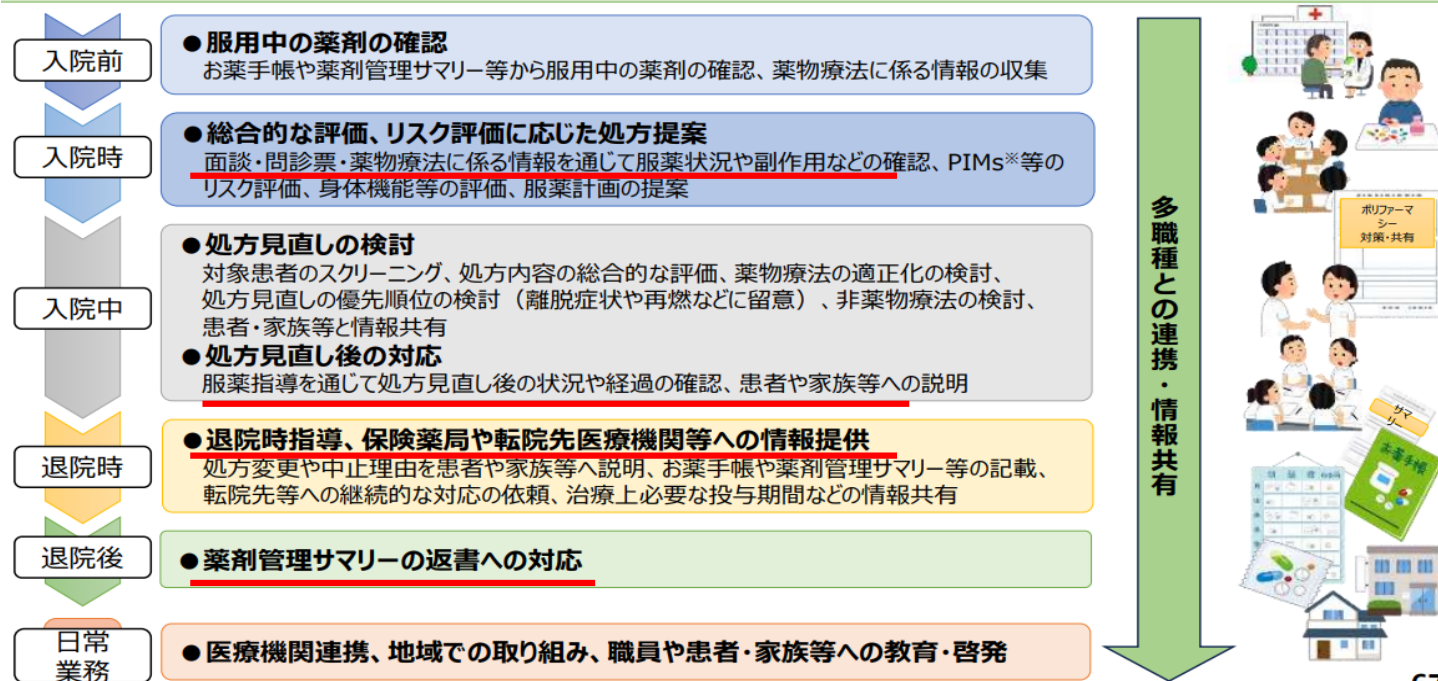 入院前
●服用中の薬剤の確認
お薬手帳や薬剤管理サマリー等から服用中の薬剤の確認、薬物療法に係る情報の収集
入院時
●総合的な評価、リスク評価に応じた処方提案
面談・問診票・薬物療法に係る情報を通じて服薬状況や副作用などの確認、PIMs※等の
リスク評価、身体機能等の評価、服薬計画の提案
入院中
●処方見直しの検討
対象患者のスクリーニング、処方内容の総合的な評価、薬物療法の適正化の検討、
処方見直しの優先順位の検討（離脱症状や再燃などに留意）、非薬物療法の検討、
患者・家族等と情報共有
●処方見直し後の対応
服薬指導を通じて処方見直し後の状況や経過の確認、患者や家族等への説明
退院時
●退院時指導、保険薬局や転院先医療機関等への情報提供
処方変更や中止理由を患者や家族等へ説明、お薬手帳や薬剤管理サマリー等の記載、
転院先等への継続的な対応の依頼、治療上必要な投与期間などの情報共有
退院後
●薬剤管理サマリーの返書への対応
日常
業務
●医療機関連携、地域での取り組み、職員や患者・家族等への教育・啓発
多職種との連携・情報共有
ポリファーマ
シー
対策・共有
サマ
リー
お薬手帳